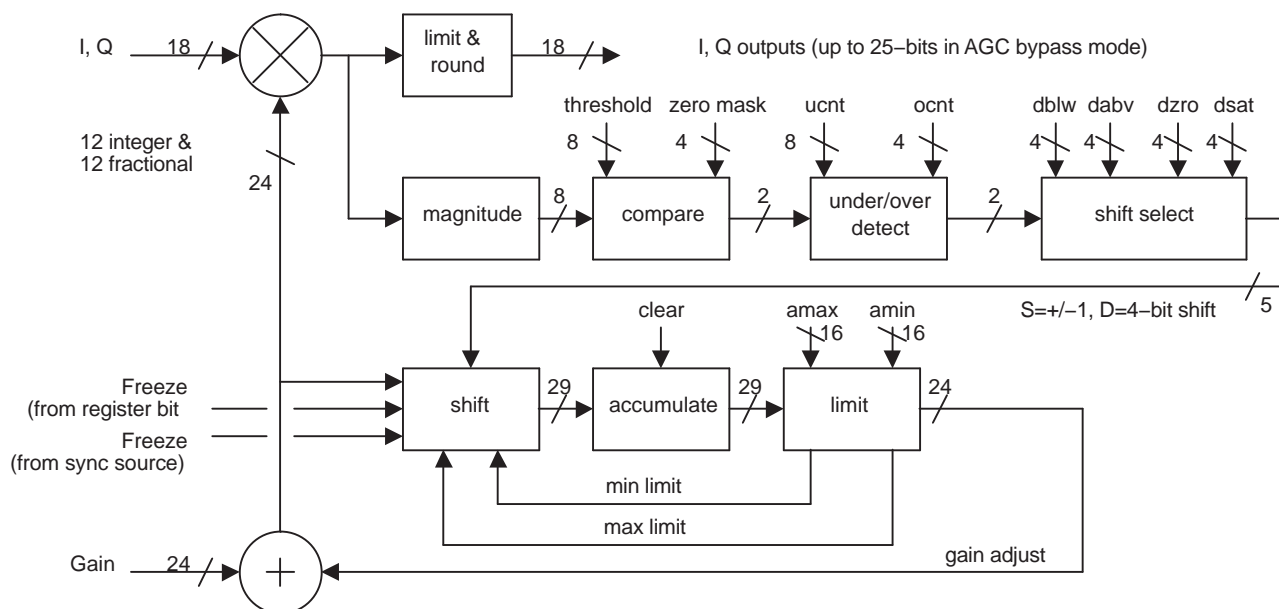 I, Q
18
limit &
round
18
I, Q outputs (up to 25–bits in AGC bypass mode)
12 integer &
12 fractional
24
threshold
8
zero mask
4
ucnt
8
ocnt
4
dblw
4
dabv
4
dzro
4
dsat
4
magnitude
8
compare
2
under/over
detect
2
shift select
5
S=+/–1, D=4–bit shift
clear
amax
16
amin
16
Freeze
(from register bit
Freeze
(from sync source)
shift
29
accumulate
29
limit
24
min limit
max limit
Gain
24
+
gain adjust